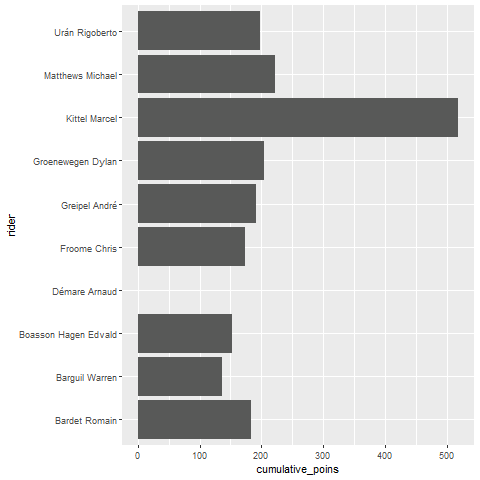 Urán Rigoberto
Matthews Michael
Kittel Marcel
Groenewegen Dylan
Greipel André
Froome Chris
Démare Arnaud
Boasson Hagen Edvald
Barguil Warren
Bardet Romain
rider
0 100 200 300 400 500
cumulative_poins